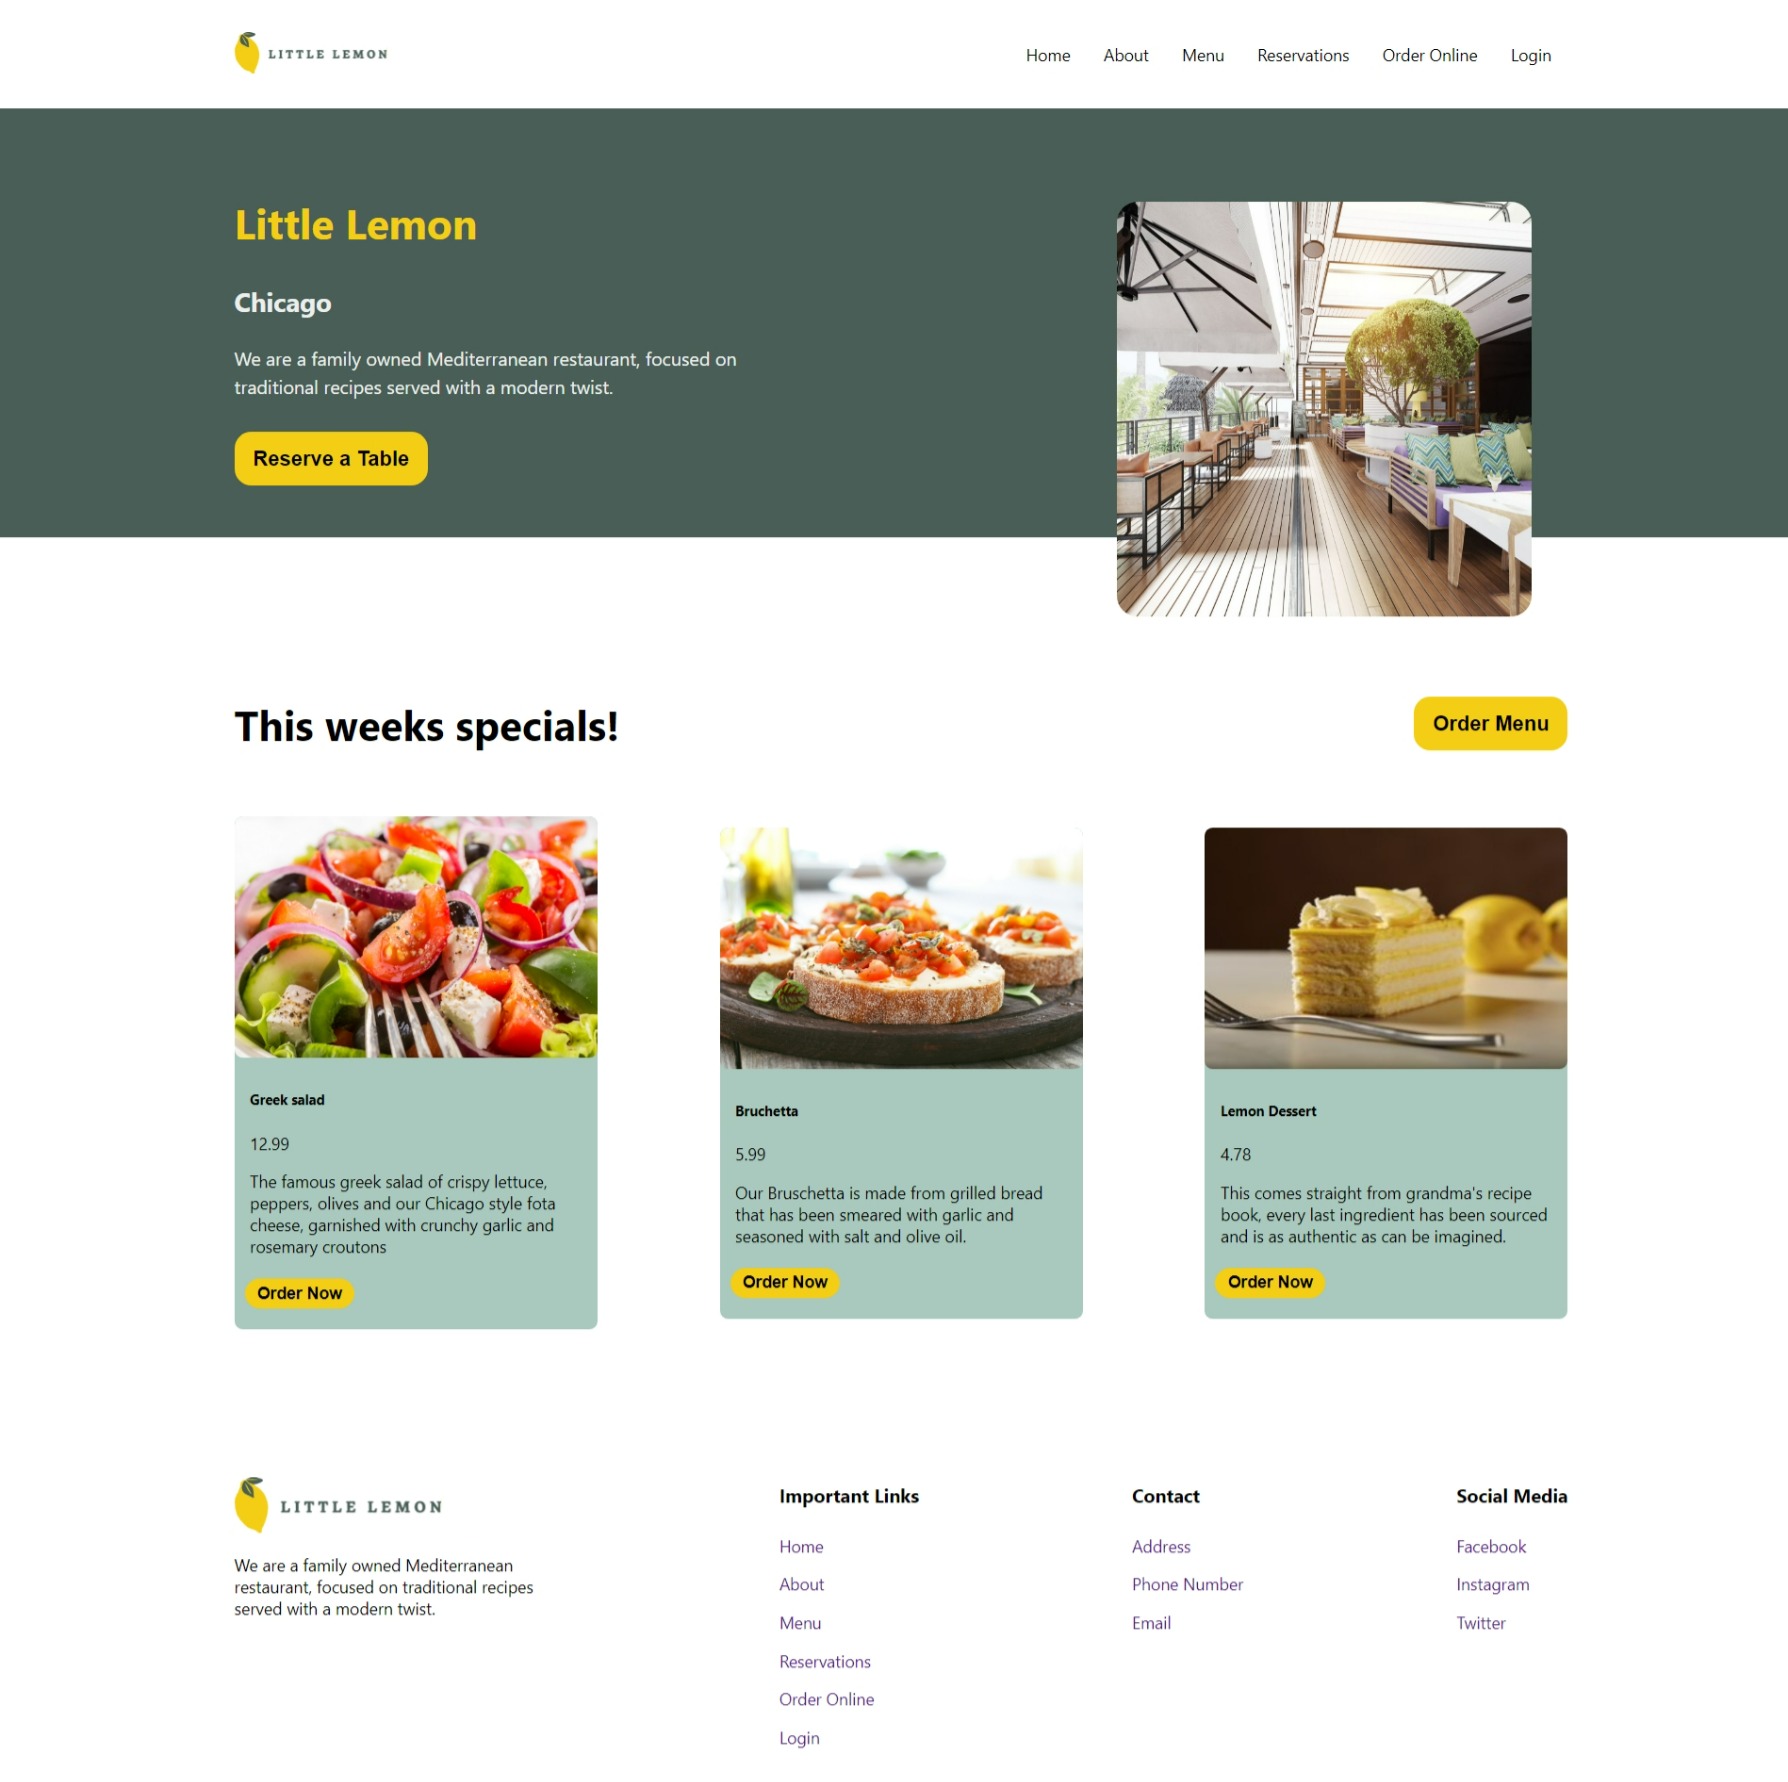 LITTLE LEMON
Home About Menu Reservations Order Online Login
Little Lemon
Chicago
We are a family owned Mediterranean restaurant, focused on
traditional recipes served with a modern twist.
Reserve a Table
This weeks specials!
Order Menu
Greek salad
12.99
The famous greek salad of crispy lettuce,
peppers, olives and our Chicago style fota
cheese, garnished with crunchy garlic and
rosemary croutons
Order Now
Bruchetta
5.99
Our Bruschetta is made from grilled bread
that has been smeared with garlic and
seasoned with salt and olive oil.
Order Now
Lemon Dessert
4.78
This comes straight from grandma's recipe
book, every last ingredient has been sourced
and is as authentic as can be imagined.
Order Now
LITTLE LEMON
We are a family owned Mediterranean
restaurant, focused on traditional recipes
served with a modern twist.
Important Links
Home
About
Menu
Reservations
Order Online
Login
Contact
Address
Phone Number
Email
Social Media
Facebook
Instagram
Twitter